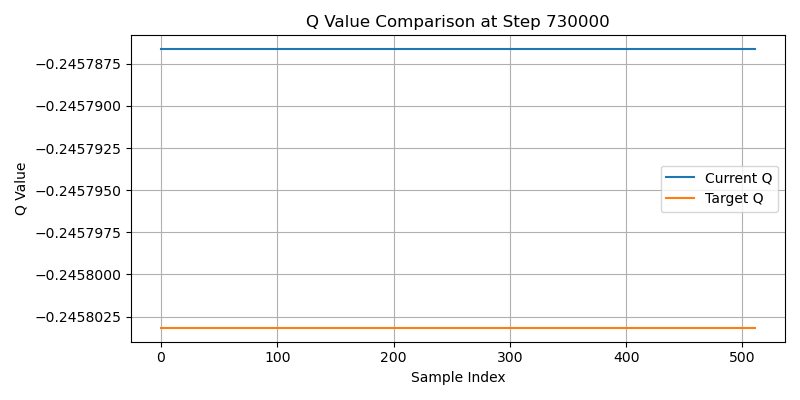 Q Value Comparison at Step 730000
−0.2457875
−0.2457900
−0.2457925
−0.2457950
−0.2457975
−0.2458000
−0.2458025
Q Value
Current Q
Target Q
0 100 200 300 400 500
Sample Index